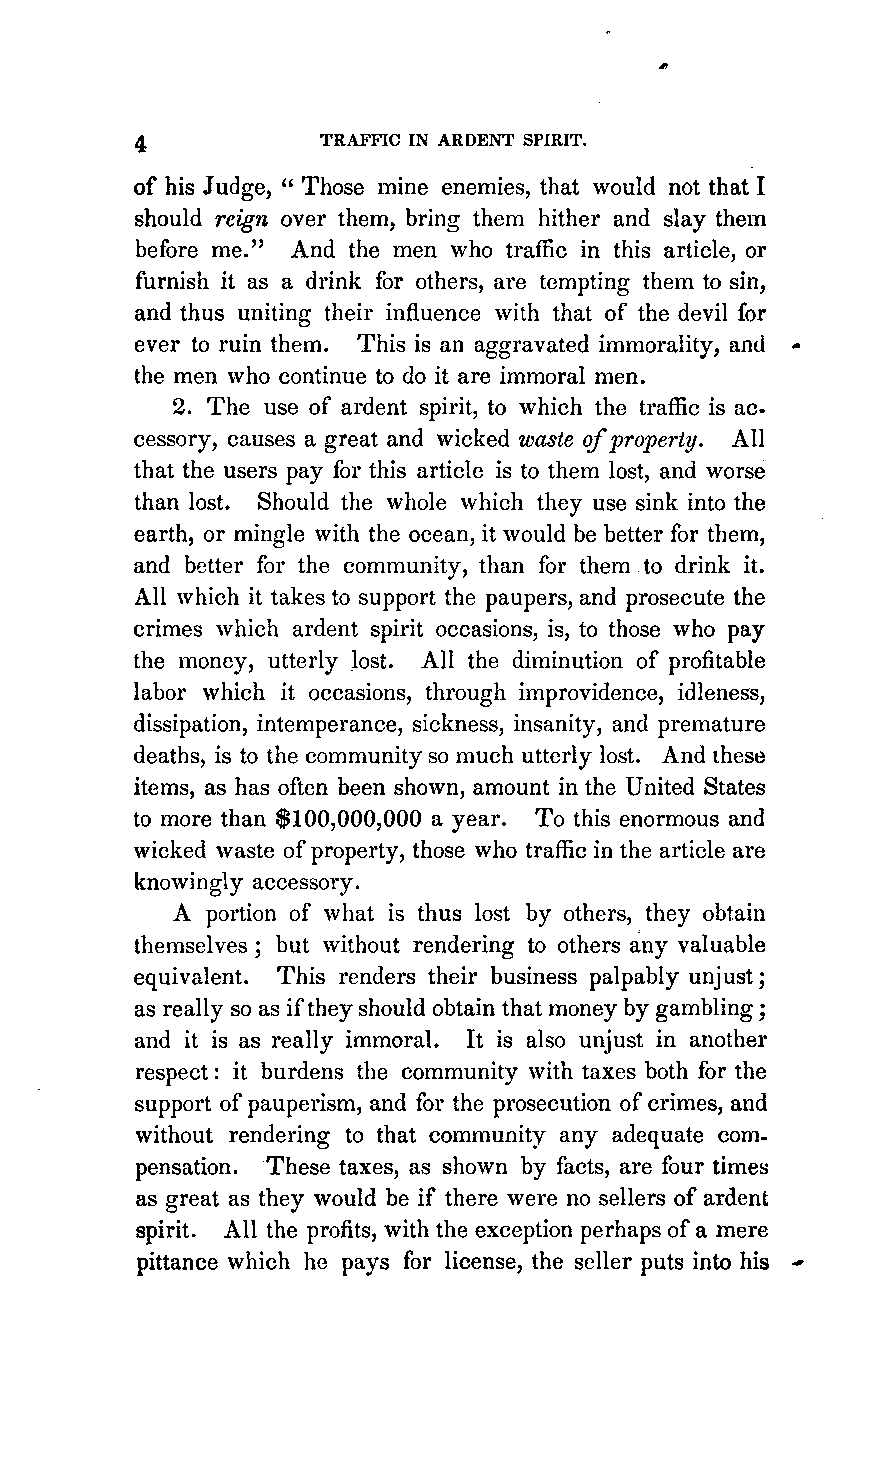 4 TRAFFIC IN ARDENT SPIRIT.
of his Judge, “ Those mine enemies, that would not that I
should reign over them, bring them hither and slay them
before me.” And the men who traffic in this article, or
furnish it as a drink for others, are tempting them to sin,
and thus uniting their influence with that of the devil for
ever to ruin them. This is an aggravated immorality, and
the men who continue to do it are immoral men.
2. The use of ardent spirit, to which the traffic is ac-
cessory, causes a great and wicked waste of property. All
that the users pay for this article is to them lost, and worse
than lost. Should the whole which they use sink into the
earth, or mingle with the ocean, it would be better for them,
and better for the community, than for them to drink it.
All which it takes to support the paupers, and prosecute the
crimes which ardent spirit occasions, is, to those who pay
the money, utterly lost. All the diminution of profitable
labor which it occasions, through improvidence, idleness,
dissipation, intemperance, sickness, insanity, and premature
deaths, is to the community so much utterly lost. And these
items, as has often been shown, amount in the United States
to more than $100,000,000 a year. To this enormous and
wicked waste of property, those who traffic in the article are
knowingly accessory.
A portion of what is thus lost by others, they obtain
themselves ; but without rendering to others any valuable
equivalent. This renders their business palpably unjust ;
as really so as if they should obtain that money by gambling ;
and it is as really immoral. It is also unjust in another
respect : it burdens the community with taxes both for the
support of pauperism, and for the prosecution of crimes, and
without rendering to that community any adequate com-
pensation. These taxes, as shown by facts, are four times
as great as they would be if there were no sellers of ardent
spirit. All the profits, with the exception perhaps of a mere
pittance which he pays for license, the seller puts into his